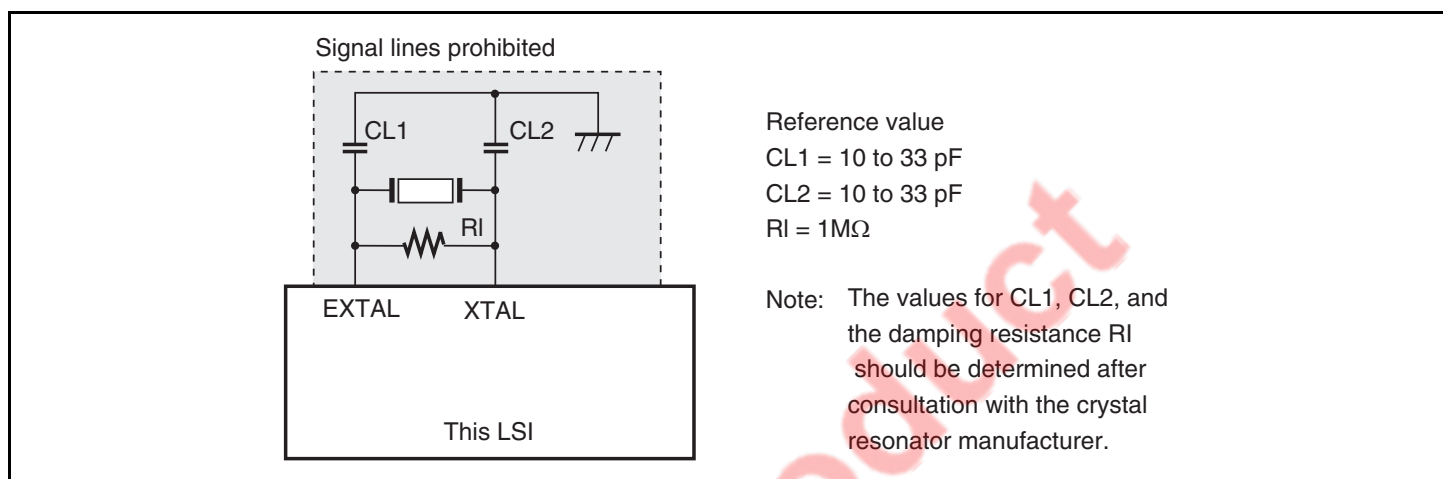 Signal lines prohibited
CL1
CL2
RI
EXTAL
XTAL
This LSI
Reference value
CL1 = 10 to 33 pF
CL2 = 10 to 33 pF
RI = 1MΩ
Note: The values for CL1, CL2, and
the damping resistance RI
should be determined after
consultation with the crystal
resonator manufacturer.